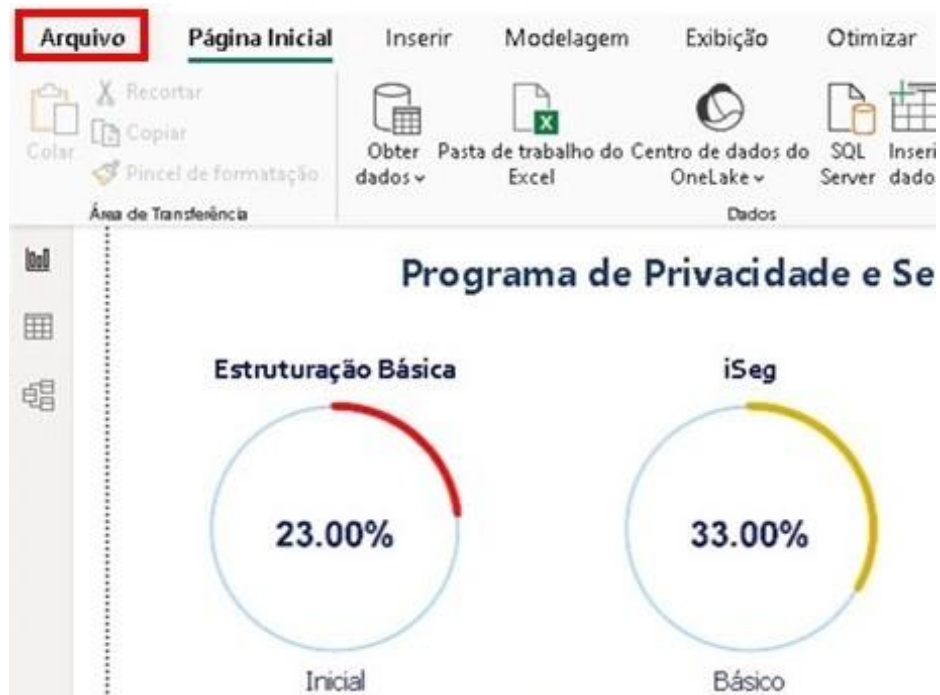 Arquivo Página Inicial Inserir Modelagem Exibição Otimizar
Recortar
Copiar
Colar
Pincel de formatação
Obter dados
Pasta de trabalho do Excel
Centro de dados do OneLake
SQL Server
Área de Transferência
Dados
Programa de Privacidade e Se
Estruturação Básica iSeg
23.00% 33.00%
Inicial Básico